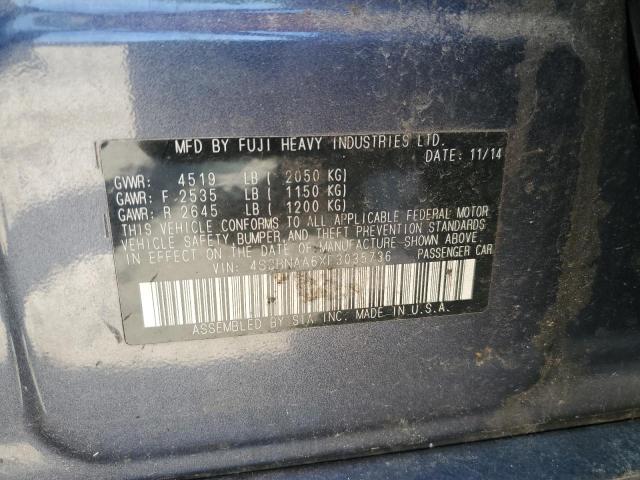 MFD BY FUJI HEAVY INDUSTRIES LTD.
DATE: 11/14
GVWR: 4519 LB ( 2050 KG)
GAWR: F 2535 LB ( 1150 KG)
GAWR: R 2645 LB ( 1200 KG)
THIS VEHICLE CONFORMS TO ALL APPLICABLE FEDERAL MOTOR
VEHICLE SAFETY, BUMPER, AND THEFT PREVENTION STANDARDS
IN EFFECT ON THE DATE OF MANUFACTURE SHOWN ABOVE.
VIN: 4S3BNAA6XF3035736 PASSENGER CAR
ASSEMBLED BY SIA INC. MADE IN U.S.A.